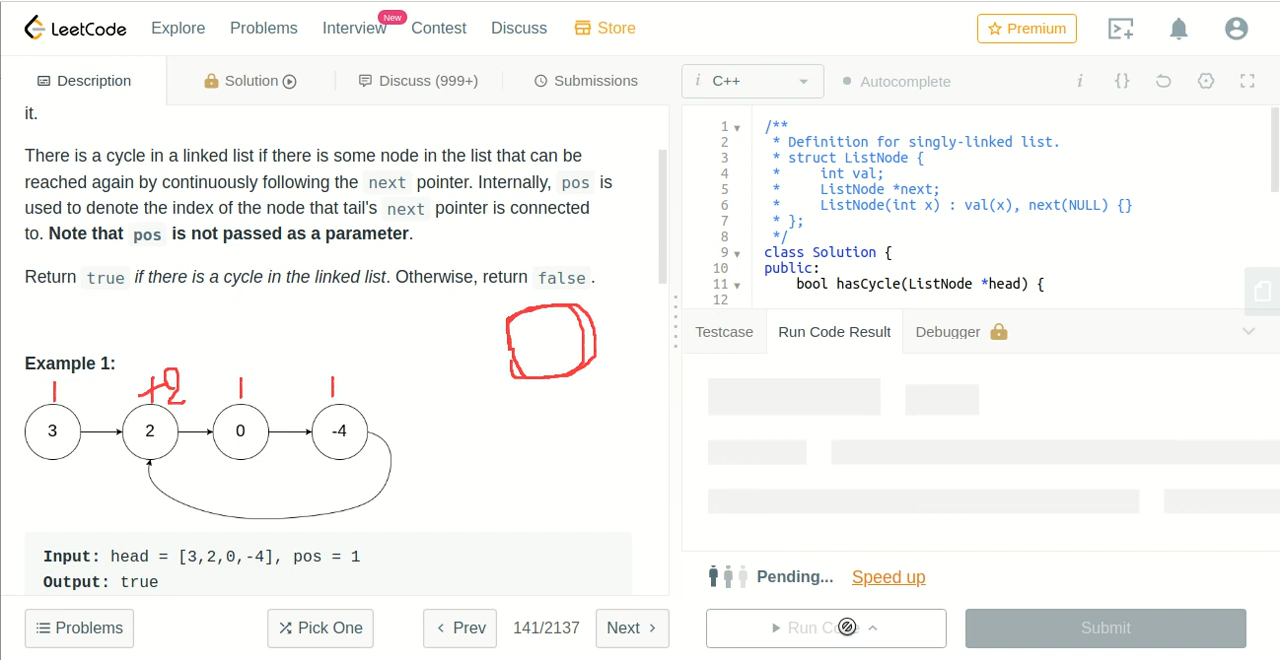 LeetCode Explore Problems Interview New Contest Discuss Store Premium
Description Solution Discuss (999+) Submissions i C++ Autocomplete i {}
it.
There is a cycle in a linked list if there is some node in the list that can be
reached again by continuously following the next pointer. Internally, pos is
used to denote the index of the node that tail's next pointer is connected
to. Note that pos is not passed as a parameter.
Return true if there is a cycle in the linked list. Otherwise, return false.
Example 1:
1 +2 1 1
3 2 0 -4
Input: head = [3,2,0,-4], pos = 1
Output: true
Problems Pick One Prev 141/2137 Next
1 /**
2 * Definition for singly-linked list.
3 * struct ListNode {
4 * int val;
5 * ListNode *next;
6 * ListNode(int x) : val(x), next(NULL) {}
7 * };
8 */
9 class Solution {
10 public:
11 bool hasCycle(ListNode *head) {
12
Testcase Run Code Result Debugger
Pending... Speed up
Run Code Submit